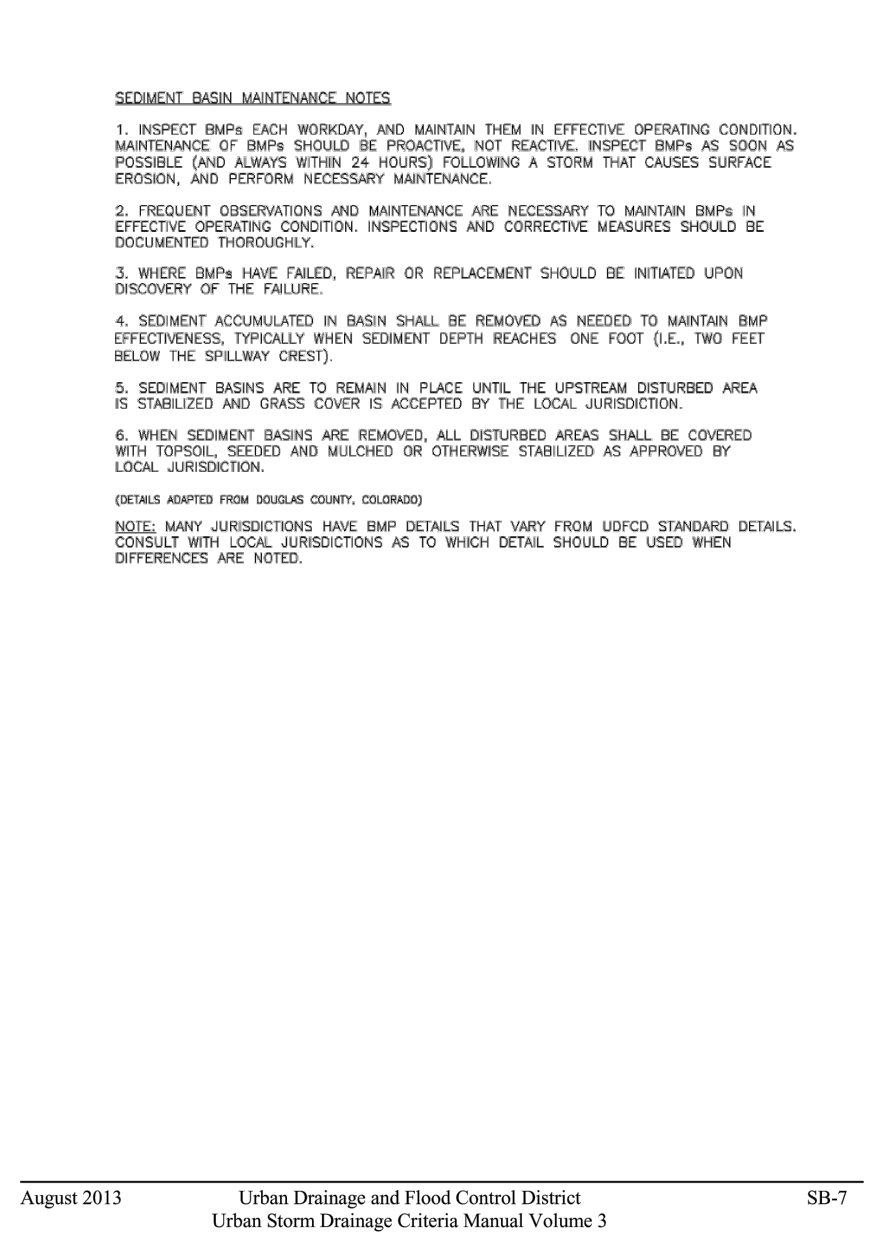 SEDIMENT BASIN MAINTENANCE NOTES
1. INSPECT BMPs EACH WORKDAY, AND MAINTAIN THEM IN EFFECTIVE OPERATING CONDITION.
MAINTENANCE OF BMPs SHOULD BE PROACTIVE, NOT REACTIVE. INSPECT BMPs AS SOON AS
POSSIBLE (AND ALWAYS WITHIN 24 HOURS) FOLLOWING A STORM THAT CAUSES SURFACE
EROSION, AND PERFORM NECESSARY MAINTENANCE.
2. FREQUENT OBSERVATIONS AND MAINTENANCE ARE NECESSARY TO MAINTAIN BMPs IN
EFFECTIVE OPERATING CONDITION. INSPECTIONS AND CORRECTIVE MEASURES SHOULD BE
DOCUMENTED THOROUGHLY.
3. WHERE BMPs HAVE FAILED, REPAIR OR REPLACEMENT SHOULD BE INITIATED UPON
DISCOVERY OF THE FAILURE.
4. SEDIMENT ACCUMULATED IN BASIN SHALL BE REMOVED AS NEEDED TO MAINTAIN BMP
EFFECTIVENESS, TYPICALLY WHEN SEDIMENT DEPTH REACHES ONE FOOT (I.E., TWO FEET
BELOW THE SPILLWAY CREST).
5. SEDIMENT BASINS ARE TO REMAIN IN PLACE UNTIL THE UPSTREAM DISTURBED AREA
IS STABILIZED AND GRASS COVER IS ACCEPTED BY THE LOCAL JURISDICTION.
6. WHEN SEDIMENT BASINS ARE REMOVED, ALL DISTURBED AREAS SHALL BE COVERED
WITH TOPSOIL, SEEDED AND MULCHED OR OTHERWISE STABILIZED AS APPROVED BY
LOCAL JURISDICTION.
(DETAILS ADAPTED FROM DOUGLAS COUNTY, COLORADO)
NOTE: MANY JURISDICTIONS HAVE BMP DETAILS THAT VARY FROM UDFCD STANDARD DETAILS.
CONSULT WITH LOCAL JURISDICTIONS AS TO WHICH DETAIL SHOULD BE USED WHEN
DIFFERENCES ARE NOTED.
August 2013 Urban Drainage and Flood Control District SB-7
Urban Storm Drainage Criteria Manual Volume 3